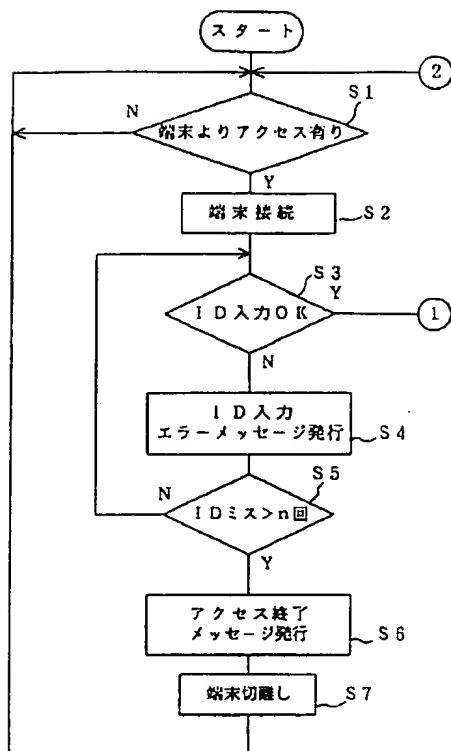 スタート
2
S1
N
端末よりアクセス有り
Y
端末接続
S2
S3
Y
ID入力OK
1
N
ID入力
エラーメッセージ発行
S4
S5
N
IDミス>n回
Y
アクセス終了
メッセージ発行
S6
端末切離し
S7